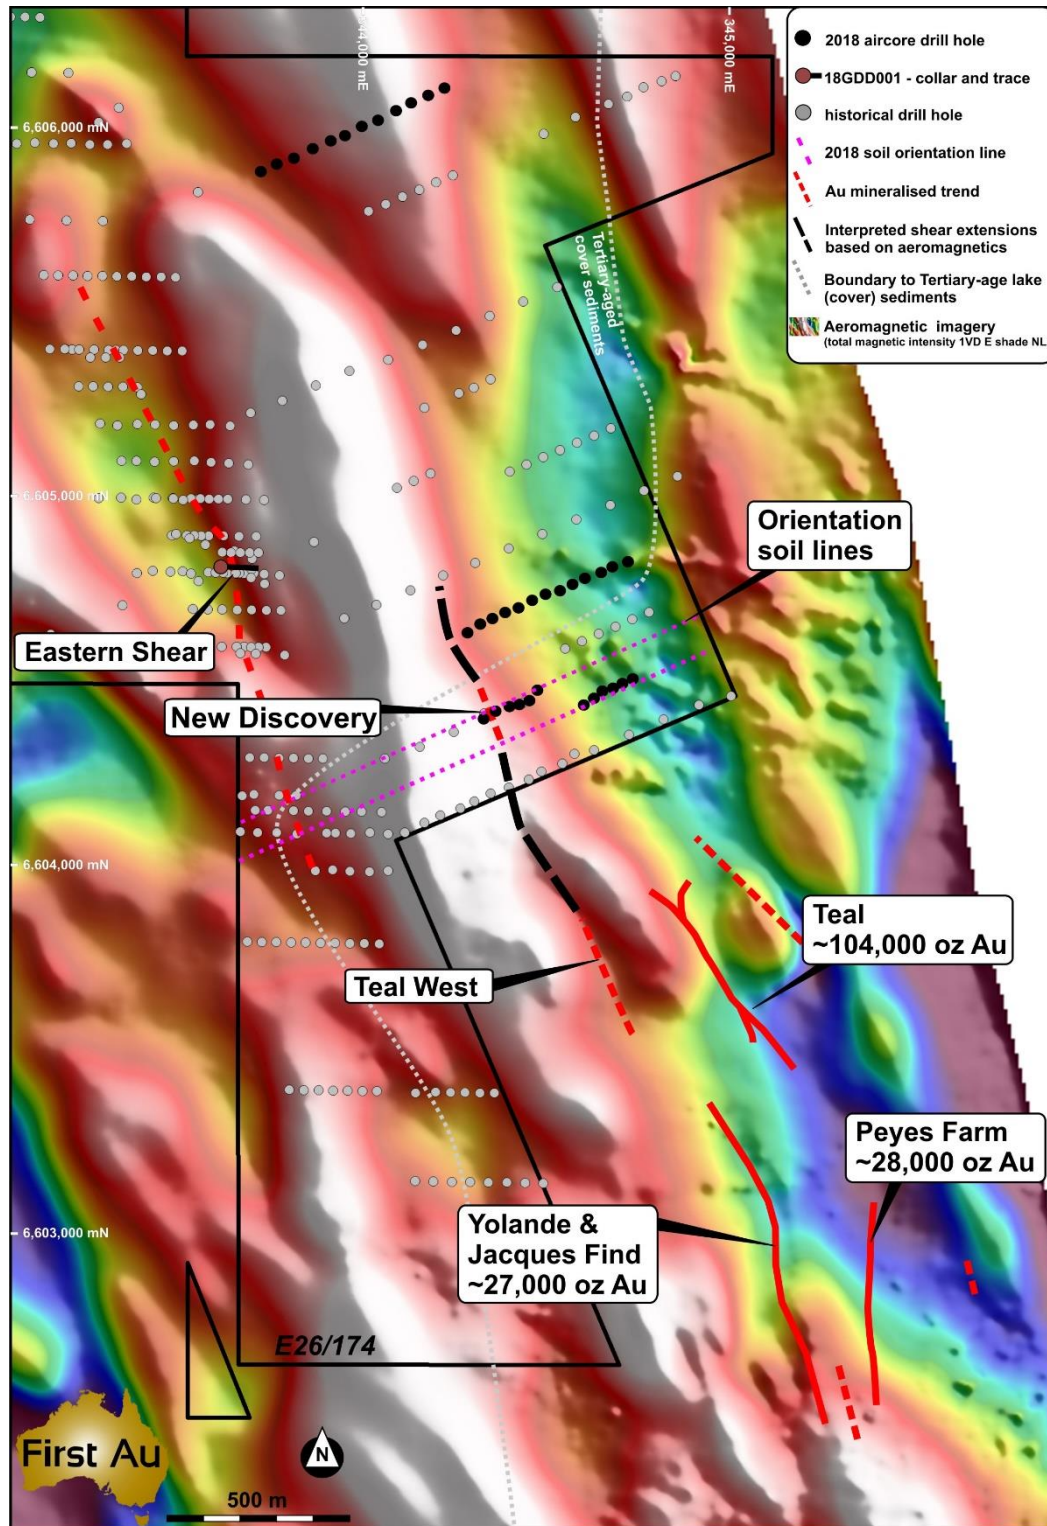 344,000 mE
345,000 mE
2018 aircore drill hole
18GDD001 - collar and trace
historical drill hole
2018 soil orientation line
Au mineralised trend
Interpreted shear extensions
based on aeromagnetics
Boundary to Tertiary-age lake
(cover) sediments
Aeromagnetic imagery
(total magnetic intensity 1VD E shade NL
6,606,000 mN
Tertiary-aged
cover sediments
6,605,000 mN
Orientation
soil lines
Eastern Shear
New Discovery
6,604,000 mN
Teal
~104,000 oz Au
Teal West
Peyes Farm
~28,000 oz Au
Yolande &
Jacques Find
~27,000 oz Au
6,603,000 mN
E26/174
First Au
N
500 m